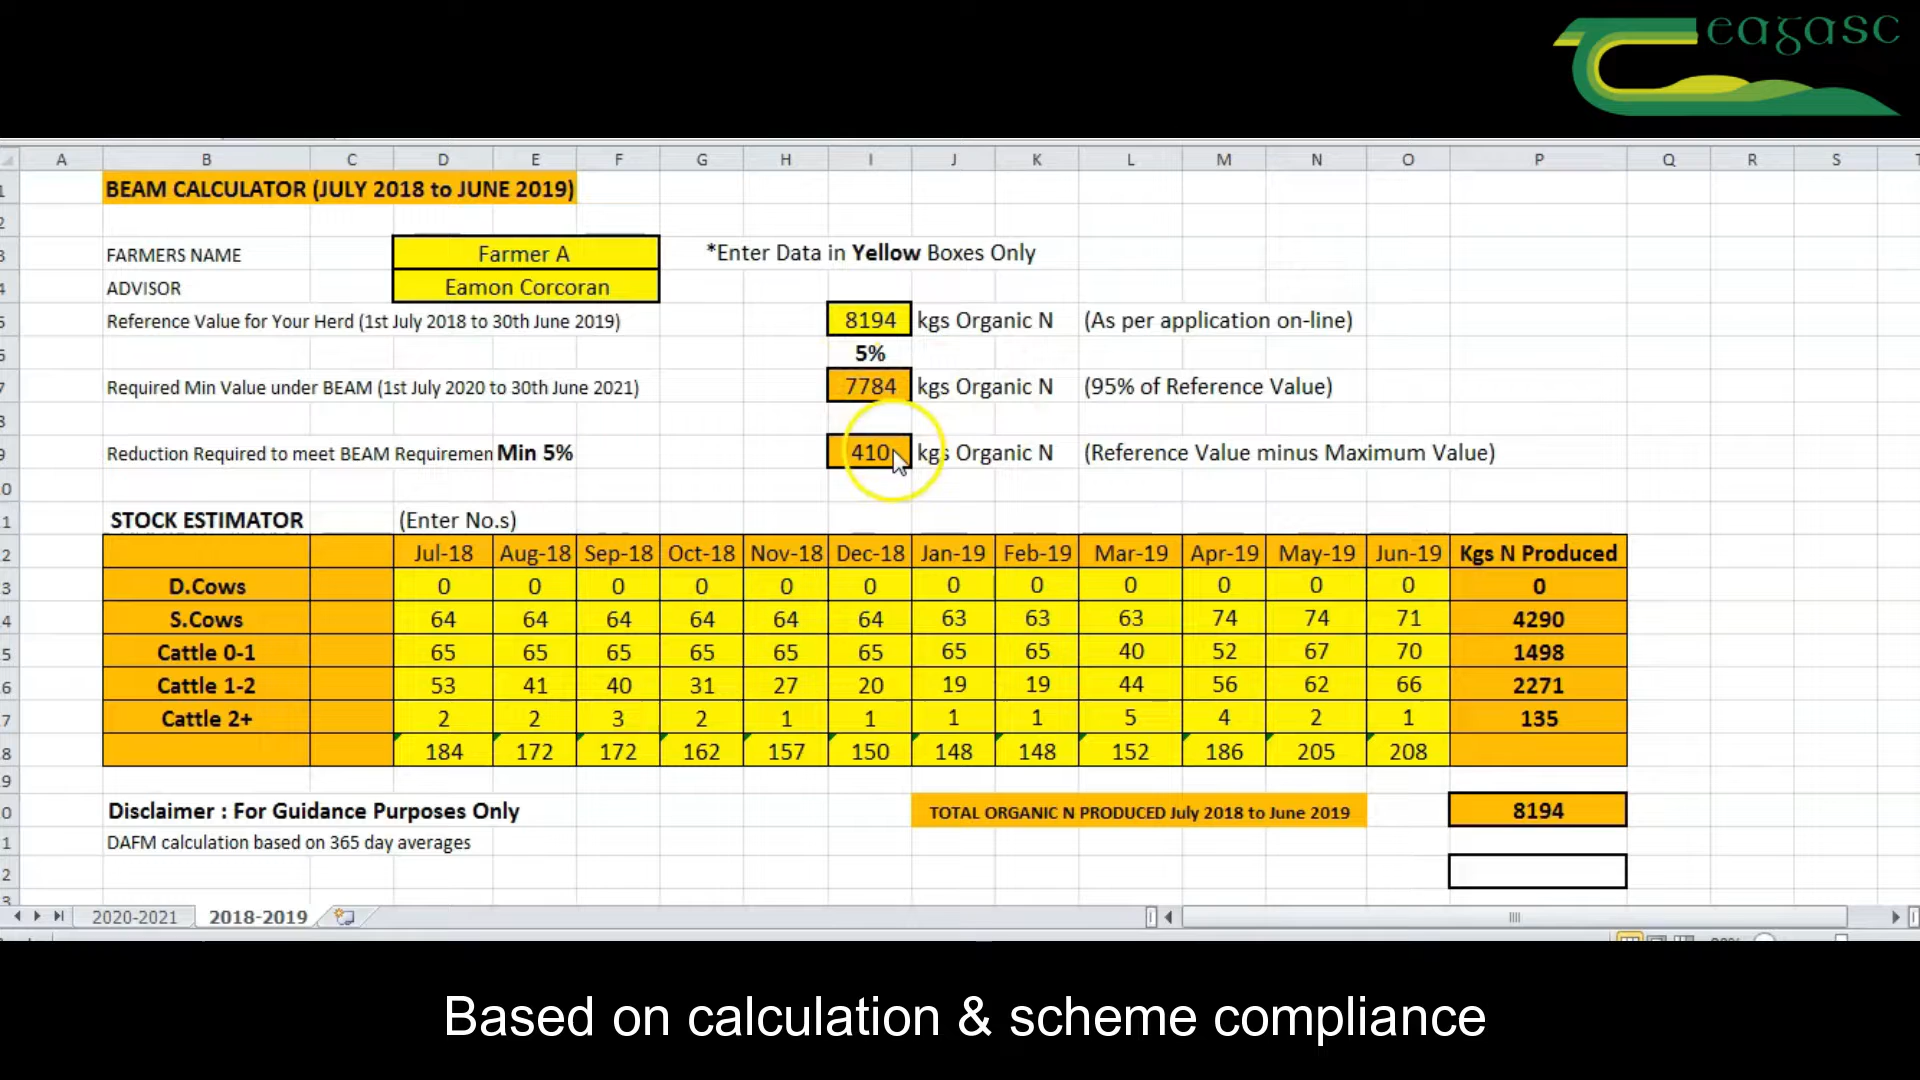 eagasc
A B C D E F G H I J K L M N O P Q R S
BEAM CALCULATOR (JULY 2018 to JUNE 2019)
FARMERS NAME Farmer A *Enter Data in Yellow Boxes Only
ADVISOR Eamon Corcoran
Reference Value for Your Herd (1st July 2018 to 30th June 2019) 8194 kgs Organic N (As per application on-line)
5%
Required Min Value under BEAM (1st July 2020 to 30th June 2021) 7784 kgs Organic N (95% of Reference Value)
Reduction Required to meet BEAM Requiremen Min 5% 410 kgs Organic N (Reference Value minus Maximum Value)
STOCK ESTIMATOR (Enter No.s)
Jul-18 Aug-18 Sep-18 Oct-18 Nov-18 Dec-18 Jan-19 Feb-19 Mar-19 Apr-19 May-19 Jun-19 Kgs N Produced
D.Cows 0 0 0 0 0 0 0 0 0 0 0 0 0
S.Cows 64 64 64 64 64 64 63 63 63 74 74 71 4290
Cattle 0-1 65 65 65 65 65 65 65 65 40 52 67 70 1498
Cattle 1-2 53 41 40 31 27 20 19 19 44 56 62 66 2271
Cattle 2+ 2 2 3 2 1 1 1 1 5 4 2 1 135
184 172 172 162 157 150 148 148 152 186 205 208
Disclaimer : For Guidance Purposes Only TOTAL ORGANIC N PRODUCED July 2018 to June 2019 8194
DAFM calculation based on 365 day averages
2020-2021 2018-2019
Based on calculation & scheme compliance